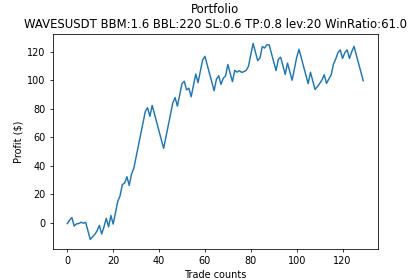 Portfolio
WAVESUSDT BBM:1.6 BBL:220 SL:0.6 TP:0.8 lev:20 WinRatio:61.0
120
100
80
60
40
20
0
Profit ($)
0 20 40 60 80 100 120
Trade counts